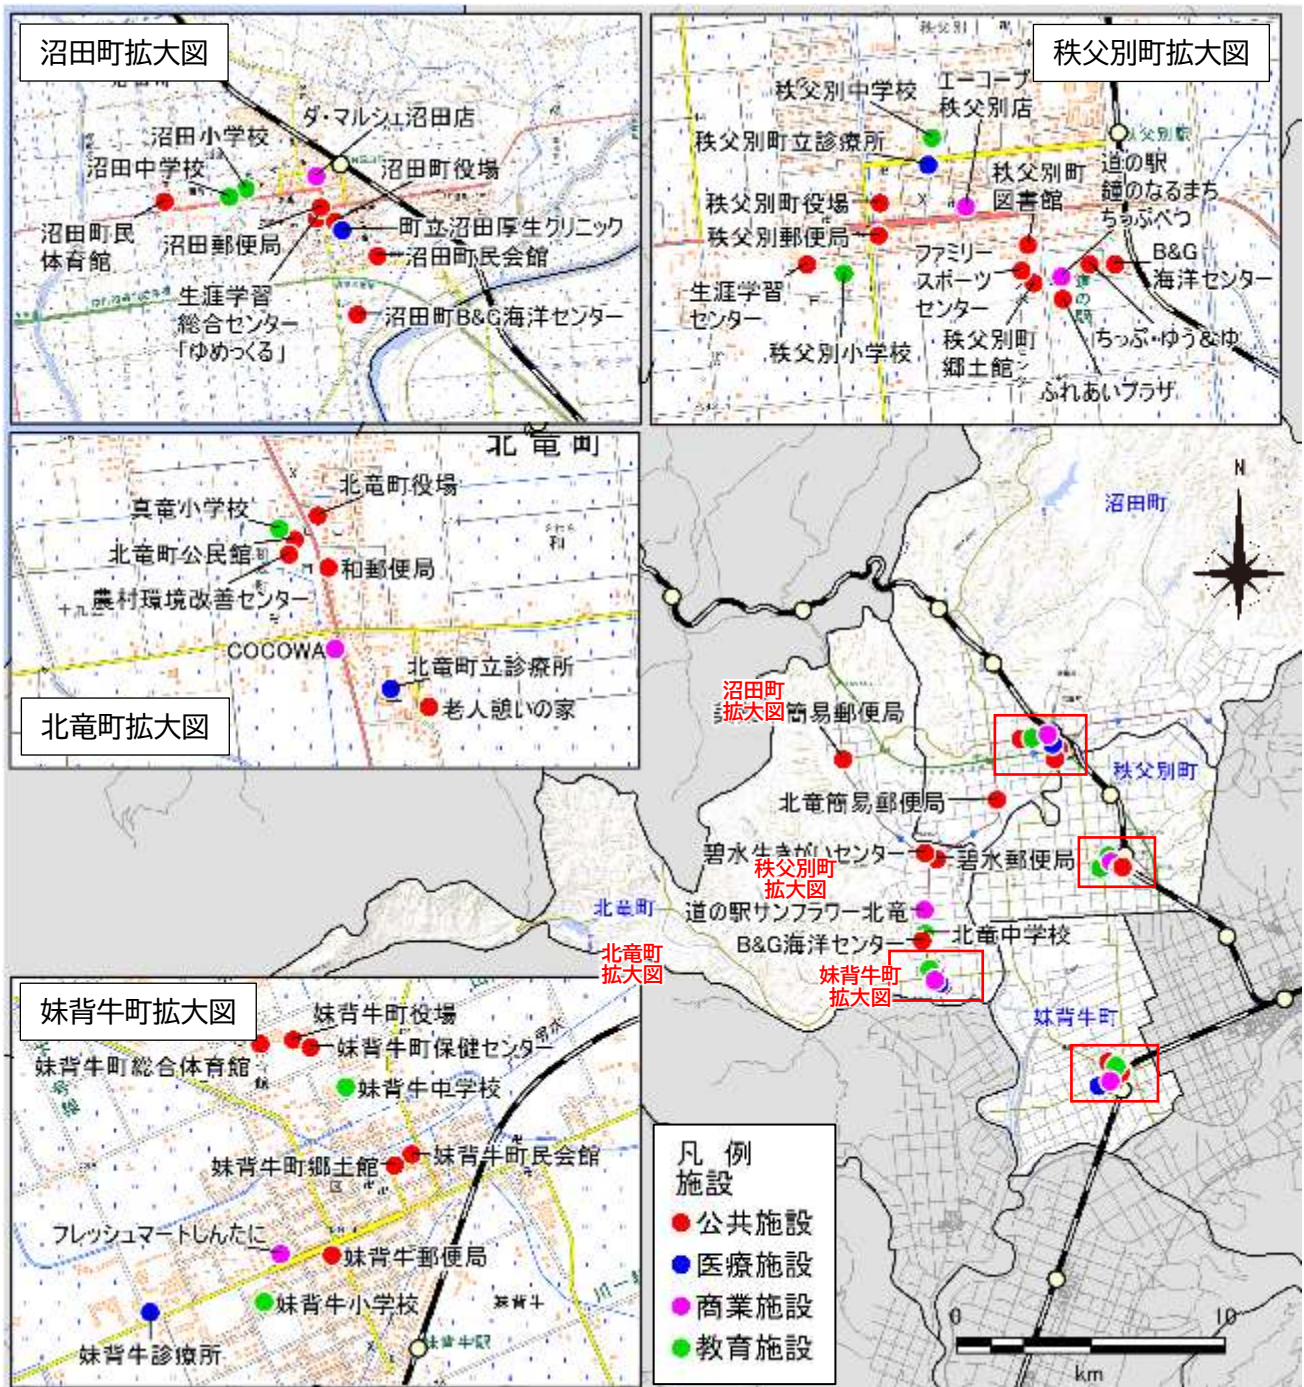 沼田町拡大図
ダ・マルシェ沼田店
沼田小学校
沼田中学校
沼田町役場
沼田町民
体育館
沼田郵便局
町立沼田厚生クリニック
沼田町民会館
生涯学習
総合センター
「ゆめっくる」
沼田町B&G海洋センター
秩父別町拡大図
秩父別中学校
エーコープ
秩父別店
秩父別町立診療所
秩父別駅
道の駅
鐘のなるまち
ちっぷべつ
秩父別町
図書館
秩父別町役場
秩父別郵便局
ファミリー
スポーツ
センター
B&G
海洋センター
生涯学習
センター
道の駅
秩父別小学校
秩父別町
郷土館
ちっぷ・ゆう&ゆ
ふれあいプラザ
北竜町
北竜町役場
真竜小学校
北竜町公民館
和郵便局
農村環境改善センター
和
COCOWA
北竜町立診療所
老人憩いの家
北竜町拡大図
N
沼田町
沼田町
拡大図
簡易郵便局
秩父別町
北竜簡易郵便局
碧水生きがいセンター
碧水郵便局
秩父別町
拡大図
北竜町
道の駅サンフラワー北竜
B&G海洋センター
北竜中学校
北竜町
拡大図
妹背牛町
拡大図
妹背牛町
妹背牛町拡大図
妹背牛町役場
妹背牛町保健センター
妹背牛町総合体育館
妹背牛中学校
妹背牛町郷土館
妹背牛町民会館
フレッシュマートしんたに
妹背牛郵便局
妹背牛小学校
妹背牛
妹背牛診療所
妹背牛駅
凡 例
施設
公共施設
医療施設
商業施設
教育施設
0 10
km